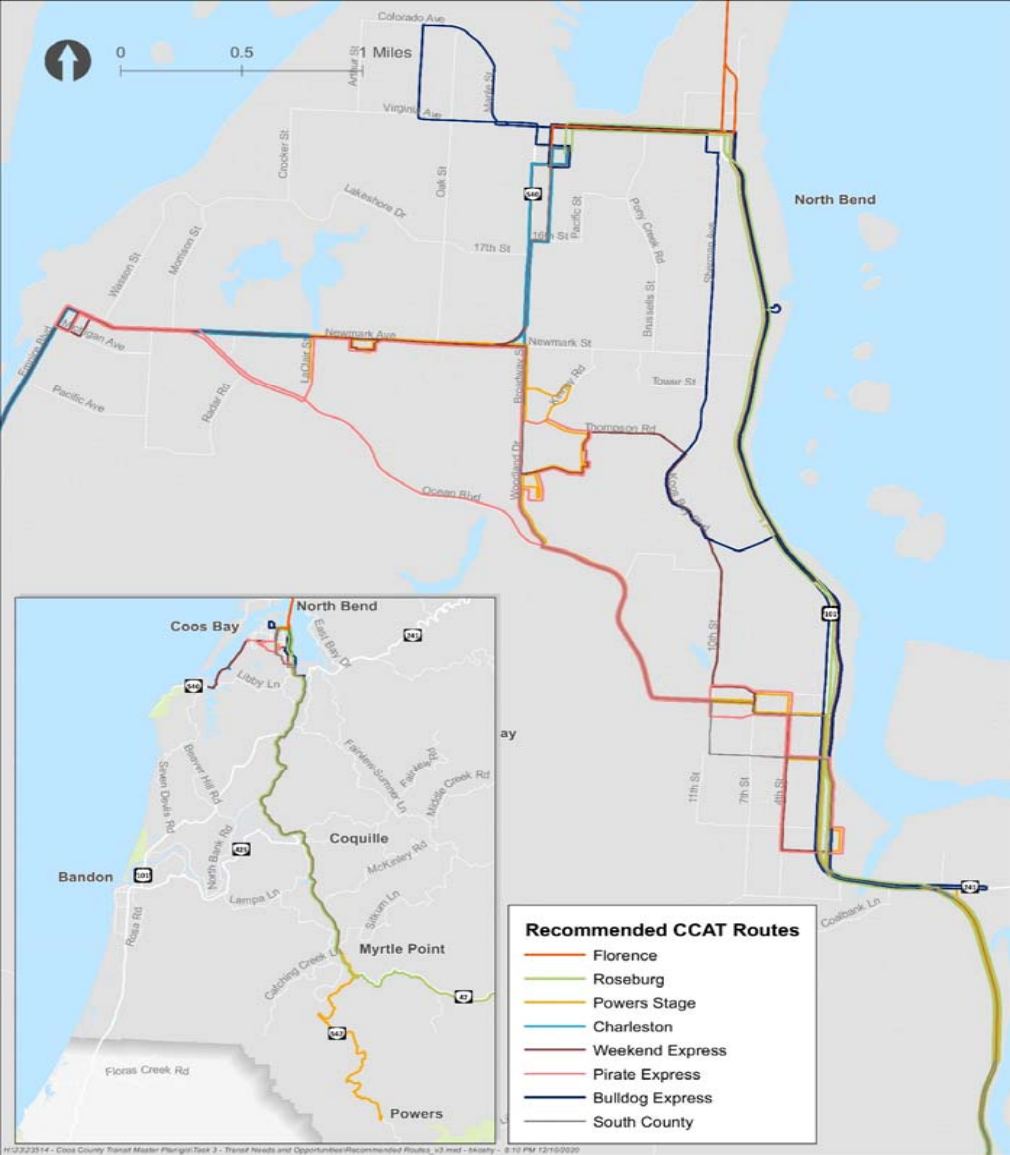 Colorado Ave
0 0.5 1 Miles
Arthur St
Maple St
Virginia Ave
Crocker St
Oak St
540
North Bend
Lakeshore Dr
Pacific St
Pony Creek Rd
Sherman Ave
16th St
17th St
Morrison St
Wasson St
Brussells St
Michigan Ave
Newmark Ave
Newmark St
Empire Blvd
LaClair St
Broadway St
Tower St
Radar Rd
Pacific Ave
Thompson Rd
Woodland Dr
Ocean Blvd
101
10th St
ay
11th St
7th St
4th St
241
Coalbank Ln
North Bend
Coos Bay
East Bay Dr
241
Libby Ln
540
Beaver Hill Rd
Seven Devils Rd
Fairview-Sumner Ln
Fairview Rd
Middle Creek Rd
Coquille
North Bank Rd
McKinley Rd
Bandon
101
Lampa Ln
Sitkum Ln
Rosa Rd
Myrtle Point
Catching Creek Ln
42
542
Floras Creek Rd
Powers
Recommended CCAT Routes
Florence
Roseburg
Powers Stage
Charleston
Weekend Express
Pirate Express
Bulldog Express
South County